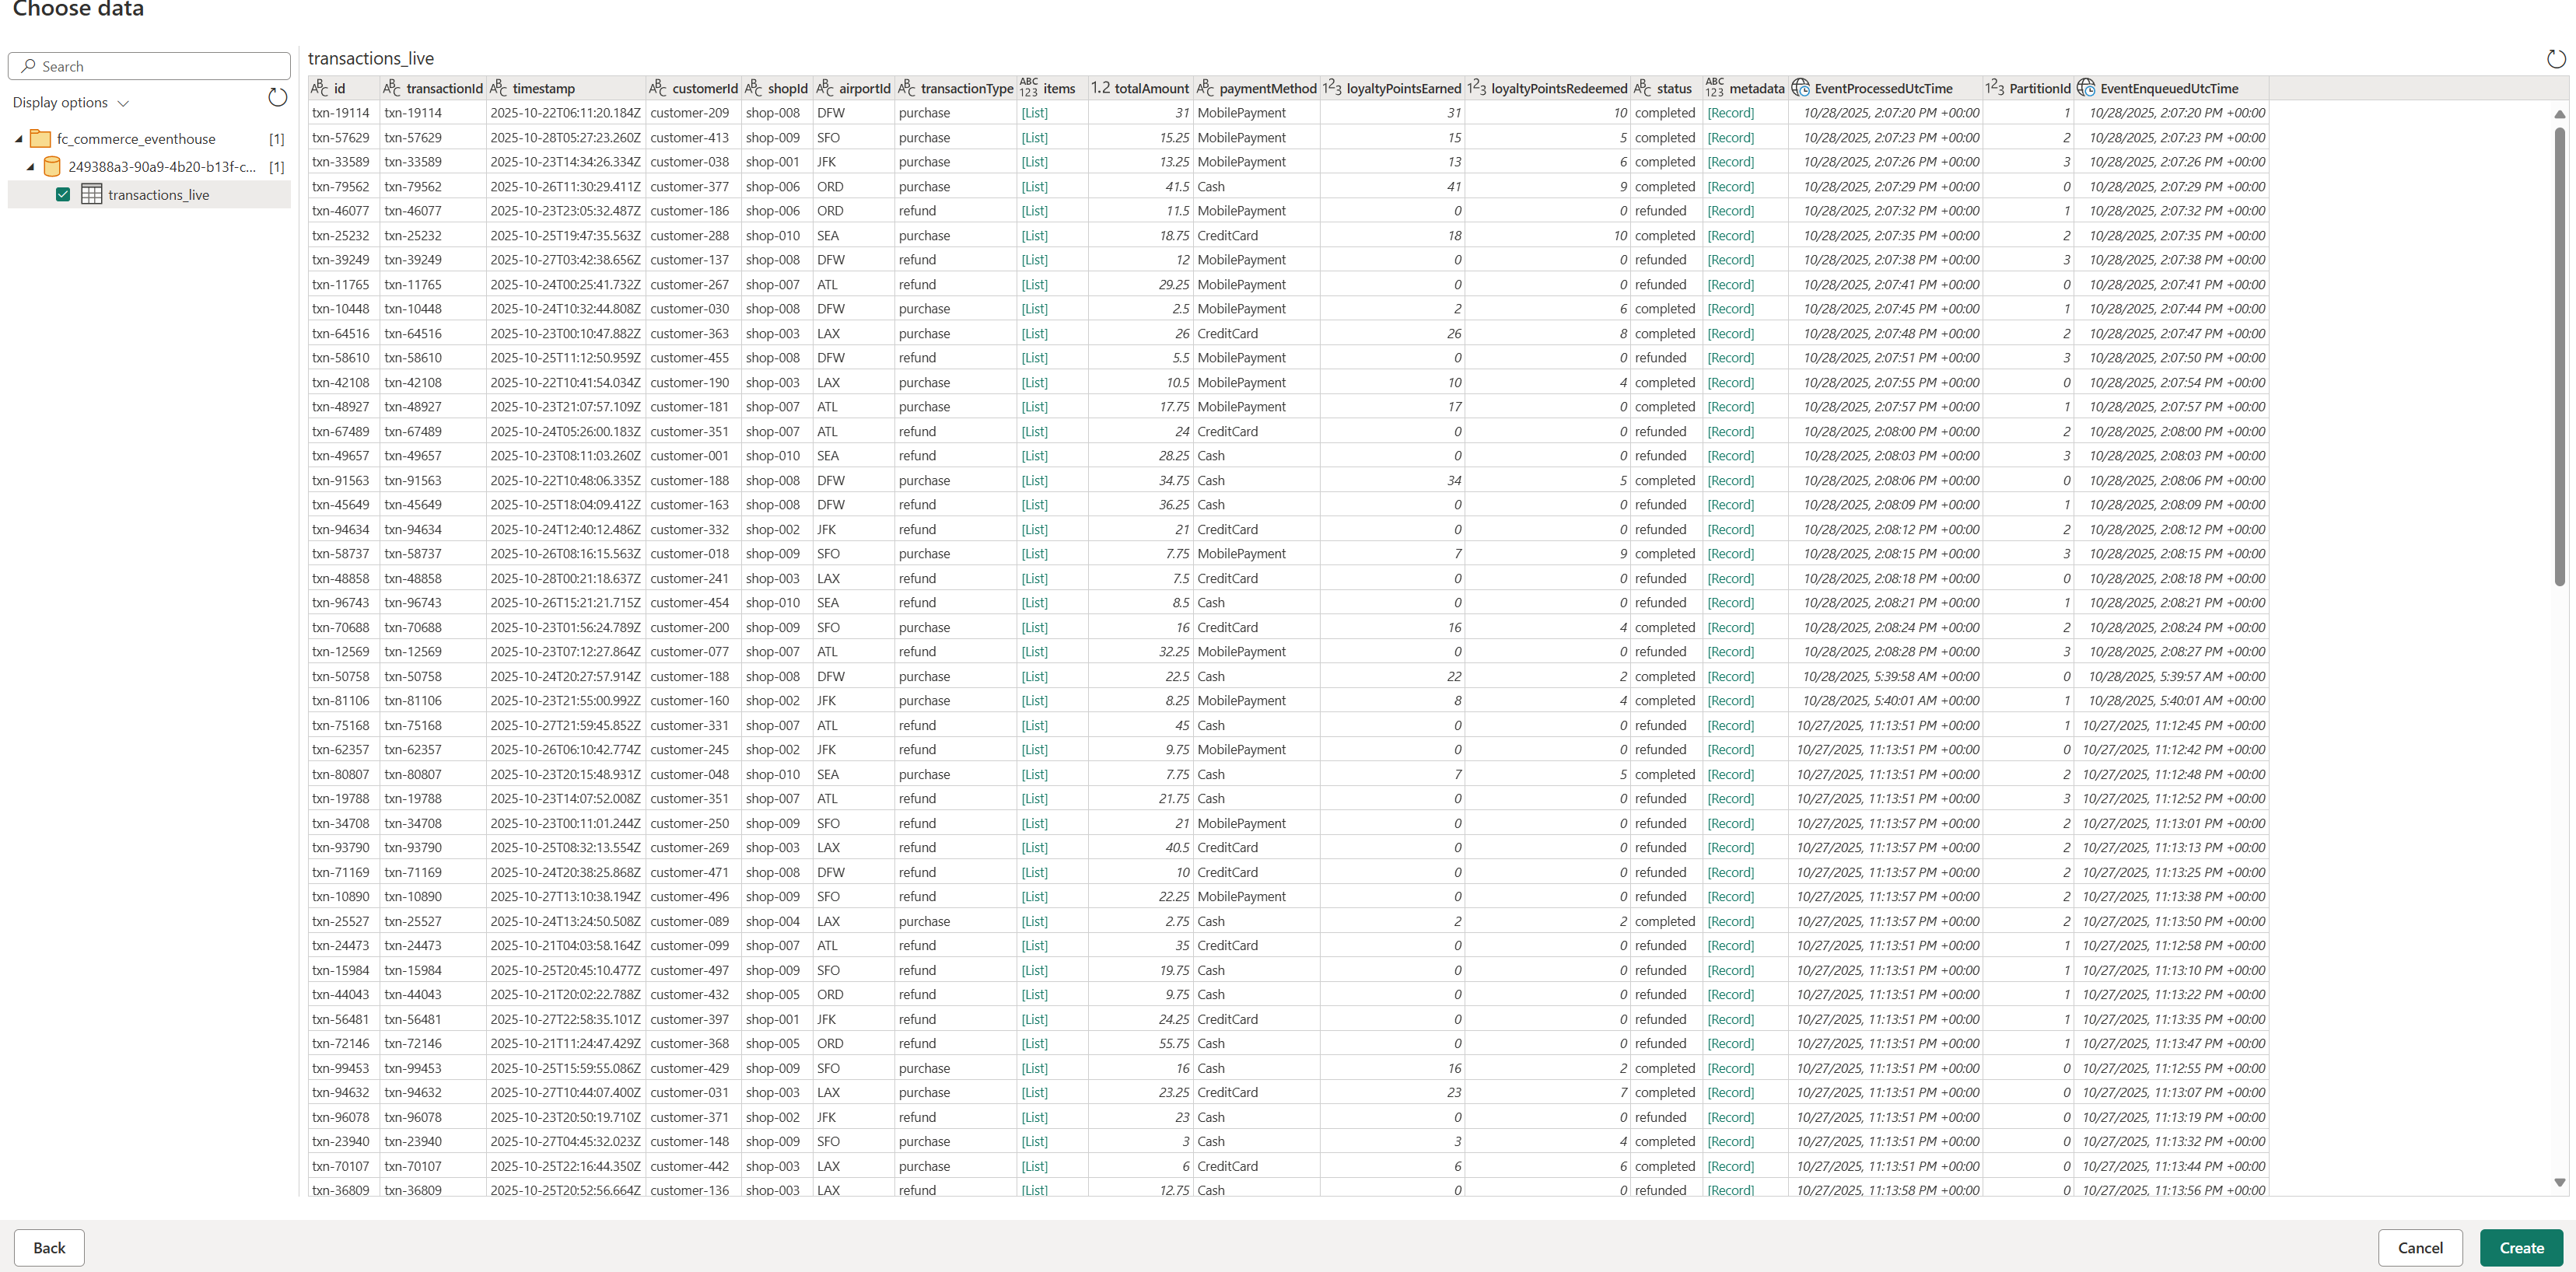 Choose data
Search
Display options
fc_commerce_eventhouse [1]
249388a3-90a9-4b20-b13f-c... [1]
transactions_live
transactions_live
id transactionId timestamp customerId shopId airportId transactionType items totalAmount paymentMethod loyaltyPointsEarned loyaltyPointsRedeemed status metadata EventProcessedUtcTime PartitionId EventEnqueuedUtcTime
txn-19114 txn-19114 2025-10-22T06:11:20.184Z customer-209 shop-008 DFW purchase [List] 31 MobilePayment 31 10 completed [Record] 10/28/2025, 2:07:20 PM +00:00 1 10/28/2025, 2:07:20 PM +00:00
txn-57629 txn-57629 2025-10-28T05:27:23.260Z customer-413 shop-009 SFO purchase [List] 15.25 MobilePayment 15 5 completed [Record] 10/28/2025, 2:07:23 PM +00:00 2 10/28/2025, 2:07:23 PM +00:00
txn-33589 txn-33589 2025-10-23T14:34:26.334Z customer-038 shop-001 JFK purchase [List] 13.25 MobilePayment 13 6 completed [Record] 10/28/2025, 2:07:26 PM +00:00 3 10/28/2025, 2:07:26 PM +00:00
txn-79562 txn-79562 2025-10-26T11:30:29.411Z customer-377 shop-006 ORD purchase [List] 41.5 Cash 41 9 completed [Record] 10/28/2025, 2:07:29 PM +00:00 0 10/28/2025, 2:07:29 PM +00:00
txn-46077 txn-46077 2025-10-23T23:05:32.487Z customer-186 shop-006 ORD refund [List] 11.5 MobilePayment 0 0 refunded [Record] 10/28/2025, 2:07:32 PM +00:00 1 10/28/2025, 2:07:32 PM +00:00
txn-25232 txn-25232 2025-10-25T19:47:35.563Z customer-288 shop-010 SEA purchase [List] 18.75 CreditCard 18 10 completed [Record] 10/28/2025, 2:07:35 PM +00:00 2 10/28/2025, 2:07:35 PM +00:00
txn-39249 txn-39249 2025-10-27T03:42:38.656Z customer-137 shop-008 DFW refund [List] 12 MobilePayment 0 0 refunded [Record] 10/28/2025, 2:07:38 PM +00:00 3 10/28/2025, 2:07:38 PM +00:00
txn-11765 txn-11765 2025-10-24T00:25:41.732Z customer-267 shop-007 ATL refund [List] 29.25 MobilePayment 0 0 refunded [Record] 10/28/2025, 2:07:41 PM +00:00 0 10/28/2025, 2:07:41 PM +00:00
txn-10448 txn-10448 2025-10-24T10:32:44.808Z customer-030 shop-008 DFW purchase [List] 2.5 MobilePayment 2 6 completed [Record] 10/28/2025, 2:07:45 PM +00:00 1 10/28/2025, 2:07:44 PM +00:00
txn-64516 txn-64516 2025-10-23T00:10:47.882Z customer-363 shop-003 LAX purchase [List] 26 CreditCard 26 8 completed [Record] 10/28/2025, 2:07:48 PM +00:00 2 10/28/2025, 2:07:47 PM +00:00
txn-58610 txn-58610 2025-10-25T11:12:50.959Z customer-455 shop-008 DFW refund [List] 5.5 MobilePayment 0 0 refunded [Record] 10/28/2025, 2:07:51 PM +00:00 3 10/28/2025, 2:07:50 PM +00:00
txn-42108 txn-42108 2025-10-22T10:41:54.034Z customer-190 shop-003 LAX purchase [List] 10.5 MobilePayment 10 4 completed [Record] 10/28/2025, 2:07:55 PM +00:00 0 10/28/2025, 2:07:54 PM +00:00
txn-48927 txn-48927 2025-10-23T21:07:57.109Z customer-181 shop-007 ATL purchase [List] 17.75 MobilePayment 17 0 completed [Record] 10/28/2025, 2:07:57 PM +00:00 1 10/28/2025, 2:07:57 PM +00:00
txn-67489 txn-67489 2025-10-24T05:26:00.183Z customer-351 shop-007 ATL refund [List] 24 CreditCard 0 0 refunded [Record] 10/28/2025, 2:08:00 PM +00:00 2 10/28/2025, 2:08:00 PM +00:00
txn-49657 txn-49657 2025-10-23T08:11:03.260Z customer-001 shop-010 SEA refund [List] 28.25 Cash 0 0 refunded [Record] 10/28/2025, 2:08:03 PM +00:00 3 10/28/2025, 2:08:03 PM +00:00
txn-91563 txn-91563 2025-10-22T10:48:06.335Z customer-188 shop-008 DFW purchase [List] 34.75 Cash 34 5 completed [Record] 10/28/2025, 2:08:06 PM +00:00 0 10/28/2025, 2:08:06 PM +00:00
txn-45649 txn-45649 2025-10-25T18:04:09.412Z customer-163 shop-008 DFW refund [List] 36.25 Cash 0 0 refunded [Record] 10/28/2025, 2:08:09 PM +00:00 1 10/28/2025, 2:08:09 PM +00:00
txn-94634 txn-94634 2025-10-24T12:40:12.486Z customer-332 shop-002 JFK refund [List] 21 CreditCard 0 0 refunded [Record] 10/28/2025, 2:08:12 PM +00:00 2 10/28/2025, 2:08:12 PM +00:00
txn-58737 txn-58737 2025-10-26T08:16:15.563Z customer-018 shop-009 SFO purchase [List] 7.75 MobilePayment 7 9 completed [Record] 10/28/2025, 2:08:15 PM +00:00 3 10/28/2025, 2:08:15 PM +00:00
txn-48858 txn-48858 2025-10-28T00:21:18.637Z customer-241 shop-003 LAX refund [List] 7.5 CreditCard 0 0 refunded [Record] 10/28/2025, 2:08:18 PM +00:00 0 10/28/2025, 2:08:18 PM +00:00
txn-96743 txn-96743 2025-10-26T15:21:21.715Z customer-454 shop-010 SEA refund [List] 8.5 Cash 0 0 refunded [Record] 10/28/2025, 2:08:21 PM +00:00 1 10/28/2025, 2:08:21 PM +00:00
txn-70688 txn-70688 2025-10-23T01:56:24.789Z customer-200 shop-009 SFO purchase [List] 16 CreditCard 16 4 completed [Record] 10/28/2025, 2:08:24 PM +00:00 2 10/28/2025, 2:08:24 PM +00:00
txn-12569 txn-12569 2025-10-23T07:12:27.864Z customer-077 shop-007 ATL refund [List] 32.25 MobilePayment 0 0 refunded [Record] 10/28/2025, 2:08:28 PM +00:00 3 10/28/2025, 2:08:27 PM +00:00
txn-50758 txn-50758 2025-10-24T20:27:57.914Z customer-188 shop-008 DFW purchase [List] 22.5 Cash 22 2 completed [Record] 10/28/2025, 5:39:58 AM +00:00 0 10/28/2025, 5:39:57 AM +00:00
txn-81106 txn-81106 2025-10-23T21:55:00.992Z customer-160 shop-002 JFK purchase [List] 8.25 MobilePayment 8 4 completed [Record] 10/28/2025, 5:40:01 AM +00:00 1 10/28/2025, 5:40:01 AM +00:00
txn-75168 txn-75168 2025-10-27T21:59:45.852Z customer-331 shop-007 ATL refund [List] 45 Cash 0 0 refunded [Record] 10/27/2025, 11:13:51 PM +00:00 1 10/27/2025, 11:12:45 PM +00:00
txn-62357 txn-62357 2025-10-26T06:10:42.774Z customer-245 shop-002 JFK refund [List] 9.75 MobilePayment 0 0 refunded [Record] 10/27/2025, 11:13:51 PM +00:00 0 10/27/2025, 11:12:42 PM +00:00
txn-80807 txn-80807 2025-10-23T20:15:48.931Z customer-048 shop-010 SEA purchase [List] 7.75 Cash 7 5 completed [Record] 10/27/2025, 11:13:51 PM +00:00 2 10/27/2025, 11:12:48 PM +00:00
txn-19788 txn-19788 2025-10-23T14:07:52.008Z customer-351 shop-007 ATL refund [List] 21.75 Cash 0 0 refunded [Record] 10/27/2025, 11:13:51 PM +00:00 3 10/27/2025, 11:12:52 PM +00:00
txn-34708 txn-34708 2025-10-23T00:11:01.244Z customer-250 shop-009 SFO refund [List] 21 MobilePayment 0 0 refunded [Record] 10/27/2025, 11:13:57 PM +00:00 2 10/27/2025, 11:13:01 PM +00:00
txn-93790 txn-93790 2025-10-25T08:32:13.554Z customer-269 shop-003 LAX refund [List] 40.5 CreditCard 0 0 refunded [Record] 10/27/2025, 11:13:57 PM +00:00 2 10/27/2025, 11:13:13 PM +00:00
txn-71169 txn-71169 2025-10-24T20:38:25.868Z customer-471 shop-008 DFW refund [List] 10 CreditCard 0 0 refunded [Record] 10/27/2025, 11:13:57 PM +00:00 2 10/27/2025, 11:13:25 PM +00:00
txn-10890 txn-10890 2025-10-27T13:10:38.194Z customer-496 shop-009 SFO refund [List] 22.25 MobilePayment 0 0 refunded [Record] 10/27/2025, 11:13:57 PM +00:00 2 10/27/2025, 11:13:38 PM +00:00
txn-25527 txn-25527 2025-10-24T13:24:50.508Z customer-089 shop-004 LAX purchase [List] 2.75 Cash 2 2 completed [Record] 10/27/2025, 11:13:57 PM +00:00 2 10/27/2025, 11:13:50 PM +00:00
txn-24473 txn-24473 2025-10-21T04:03:58.164Z customer-099 shop-007 ATL refund [List] 35 CreditCard 0 0 refunded [Record] 10/27/2025, 11:13:51 PM +00:00 1 10/27/2025, 11:12:58 PM +00:00
txn-15984 txn-15984 2025-10-25T20:45:10.477Z customer-497 shop-009 SFO refund [List] 19.75 Cash 0 0 refunded [Record] 10/27/2025, 11:13:51 PM +00:00 1 10/27/2025, 11:13:10 PM +00:00
txn-44043 txn-44043 2025-10-21T20:02:22.788Z customer-432 shop-005 ORD refund [List] 9.75 Cash 0 0 refunded [Record] 10/27/2025, 11:13:51 PM +00:00 1 10/27/2025, 11:13:22 PM +00:00
txn-56481 txn-56481 2025-10-27T22:58:35.101Z customer-397 shop-001 JFK refund [List] 24.25 CreditCard 0 0 refunded [Record] 10/27/2025, 11:13:51 PM +00:00 1 10/27/2025, 11:13:35 PM +00:00
txn-72146 txn-72146 2025-10-21T11:24:47.429Z customer-368 shop-005 ORD refund [List] 55.75 Cash 0 0 refunded [Record] 10/27/2025, 11:13:51 PM +00:00 1 10/27/2025, 11:13:47 PM +00:00
txn-99453 txn-99453 2025-10-25T15:59:55.086Z customer-429 shop-009 SFO purchase [List] 16 Cash 16 2 completed [Record] 10/27/2025, 11:13:51 PM +00:00 0 10/27/2025, 11:12:55 PM +00:00
txn-94632 txn-94632 2025-10-27T10:44:07.400Z customer-031 shop-003 LAX purchase [List] 23.25 CreditCard 23 7 completed [Record] 10/27/2025, 11:13:51 PM +00:00 0 10/27/2025, 11:13:07 PM +00:00
txn-96078 txn-96078 2025-10-23T20:50:19.710Z customer-371 shop-002 JFK refund [List] 23 Cash 0 0 refunded [Record] 10/27/2025, 11:13:51 PM +00:00 0 10/27/2025, 11:13:19 PM +00:00
txn-23940 txn-23940 2025-10-27T04:45:32.023Z customer-148 shop-009 SFO purchase [List] 3 Cash 3 4 completed [Record] 10/27/2025, 11:13:51 PM +00:00 0 10/27/2025, 11:13:32 PM +00:00
txn-70107 txn-70107 2025-10-25T22:16:44.350Z customer-442 shop-003 LAX purchase [List] 6 CreditCard 6 6 completed [Record] 10/27/2025, 11:13:51 PM +00:00 0 10/27/2025, 11:13:44 PM +00:00
txn-36809 txn-36809 2025-10-25T20:52:56.664Z customer-136 shop-003 LAX refund [List] 12.75 Cash 0 0 refunded [Record] 10/27/2025, 11:13:58 PM +00:00 0 10/27/2025, 11:13:56 PM +00:00
Back
Cancel
Create